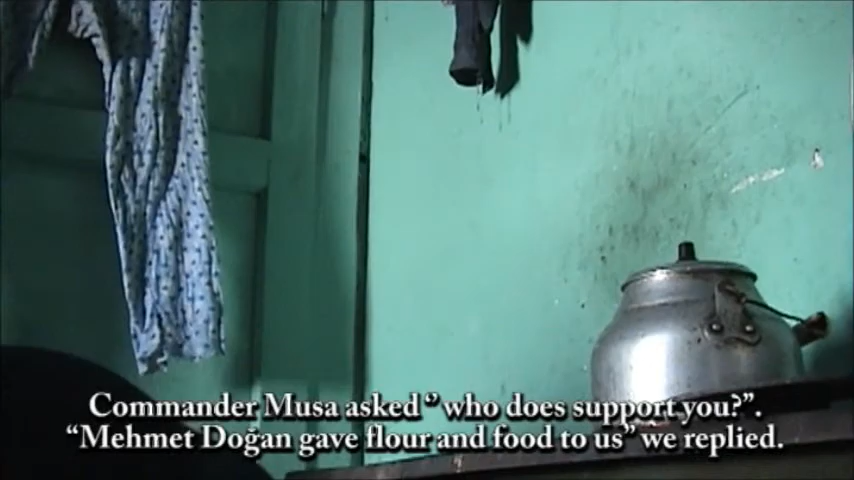 Commander Musa asked ‘’ who does support you?”.
“Mehmet Doğan gave flour and food to us” we replied.